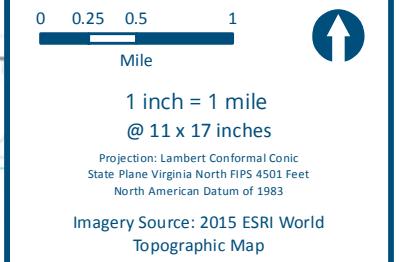 0 0.25 0.5 1
Mile
1 inch = 1 mile
@ 11 x 17 inches
Projection: Lambert Conformal Conic
State Plane Virginia North FIPS 4501 Feet
North American Datum of 1983
Imagery Source: 2015 ESRI World
Topographic Map